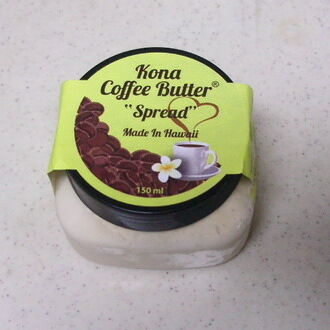 Kona
Coffee Butter®
"Spread"
Made In Hawaii
150 ml